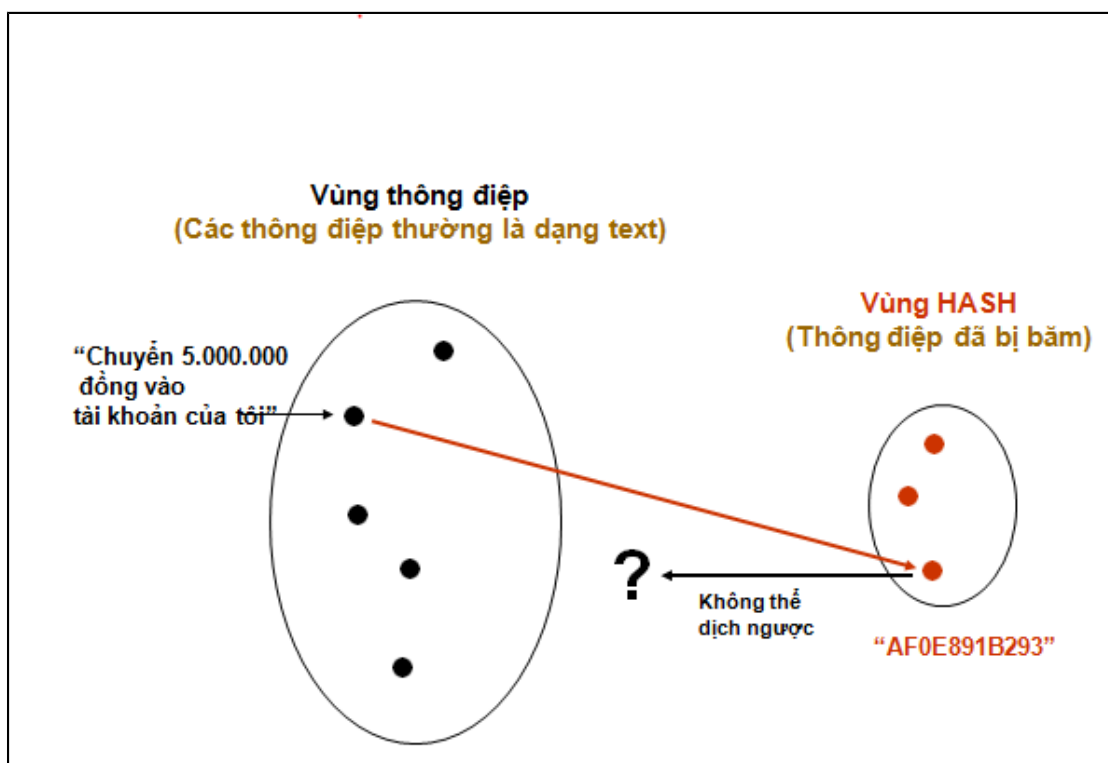 Vùng thông điệp
(Các thông điệp thường là dạng text)
Vùng HASH
(Thông điệp đã bị băm)
“Chuyển 5.000.000
đồng vào
tài khoản của tôi”
?
Không thể
dịch ngược
“AF0E891B293”